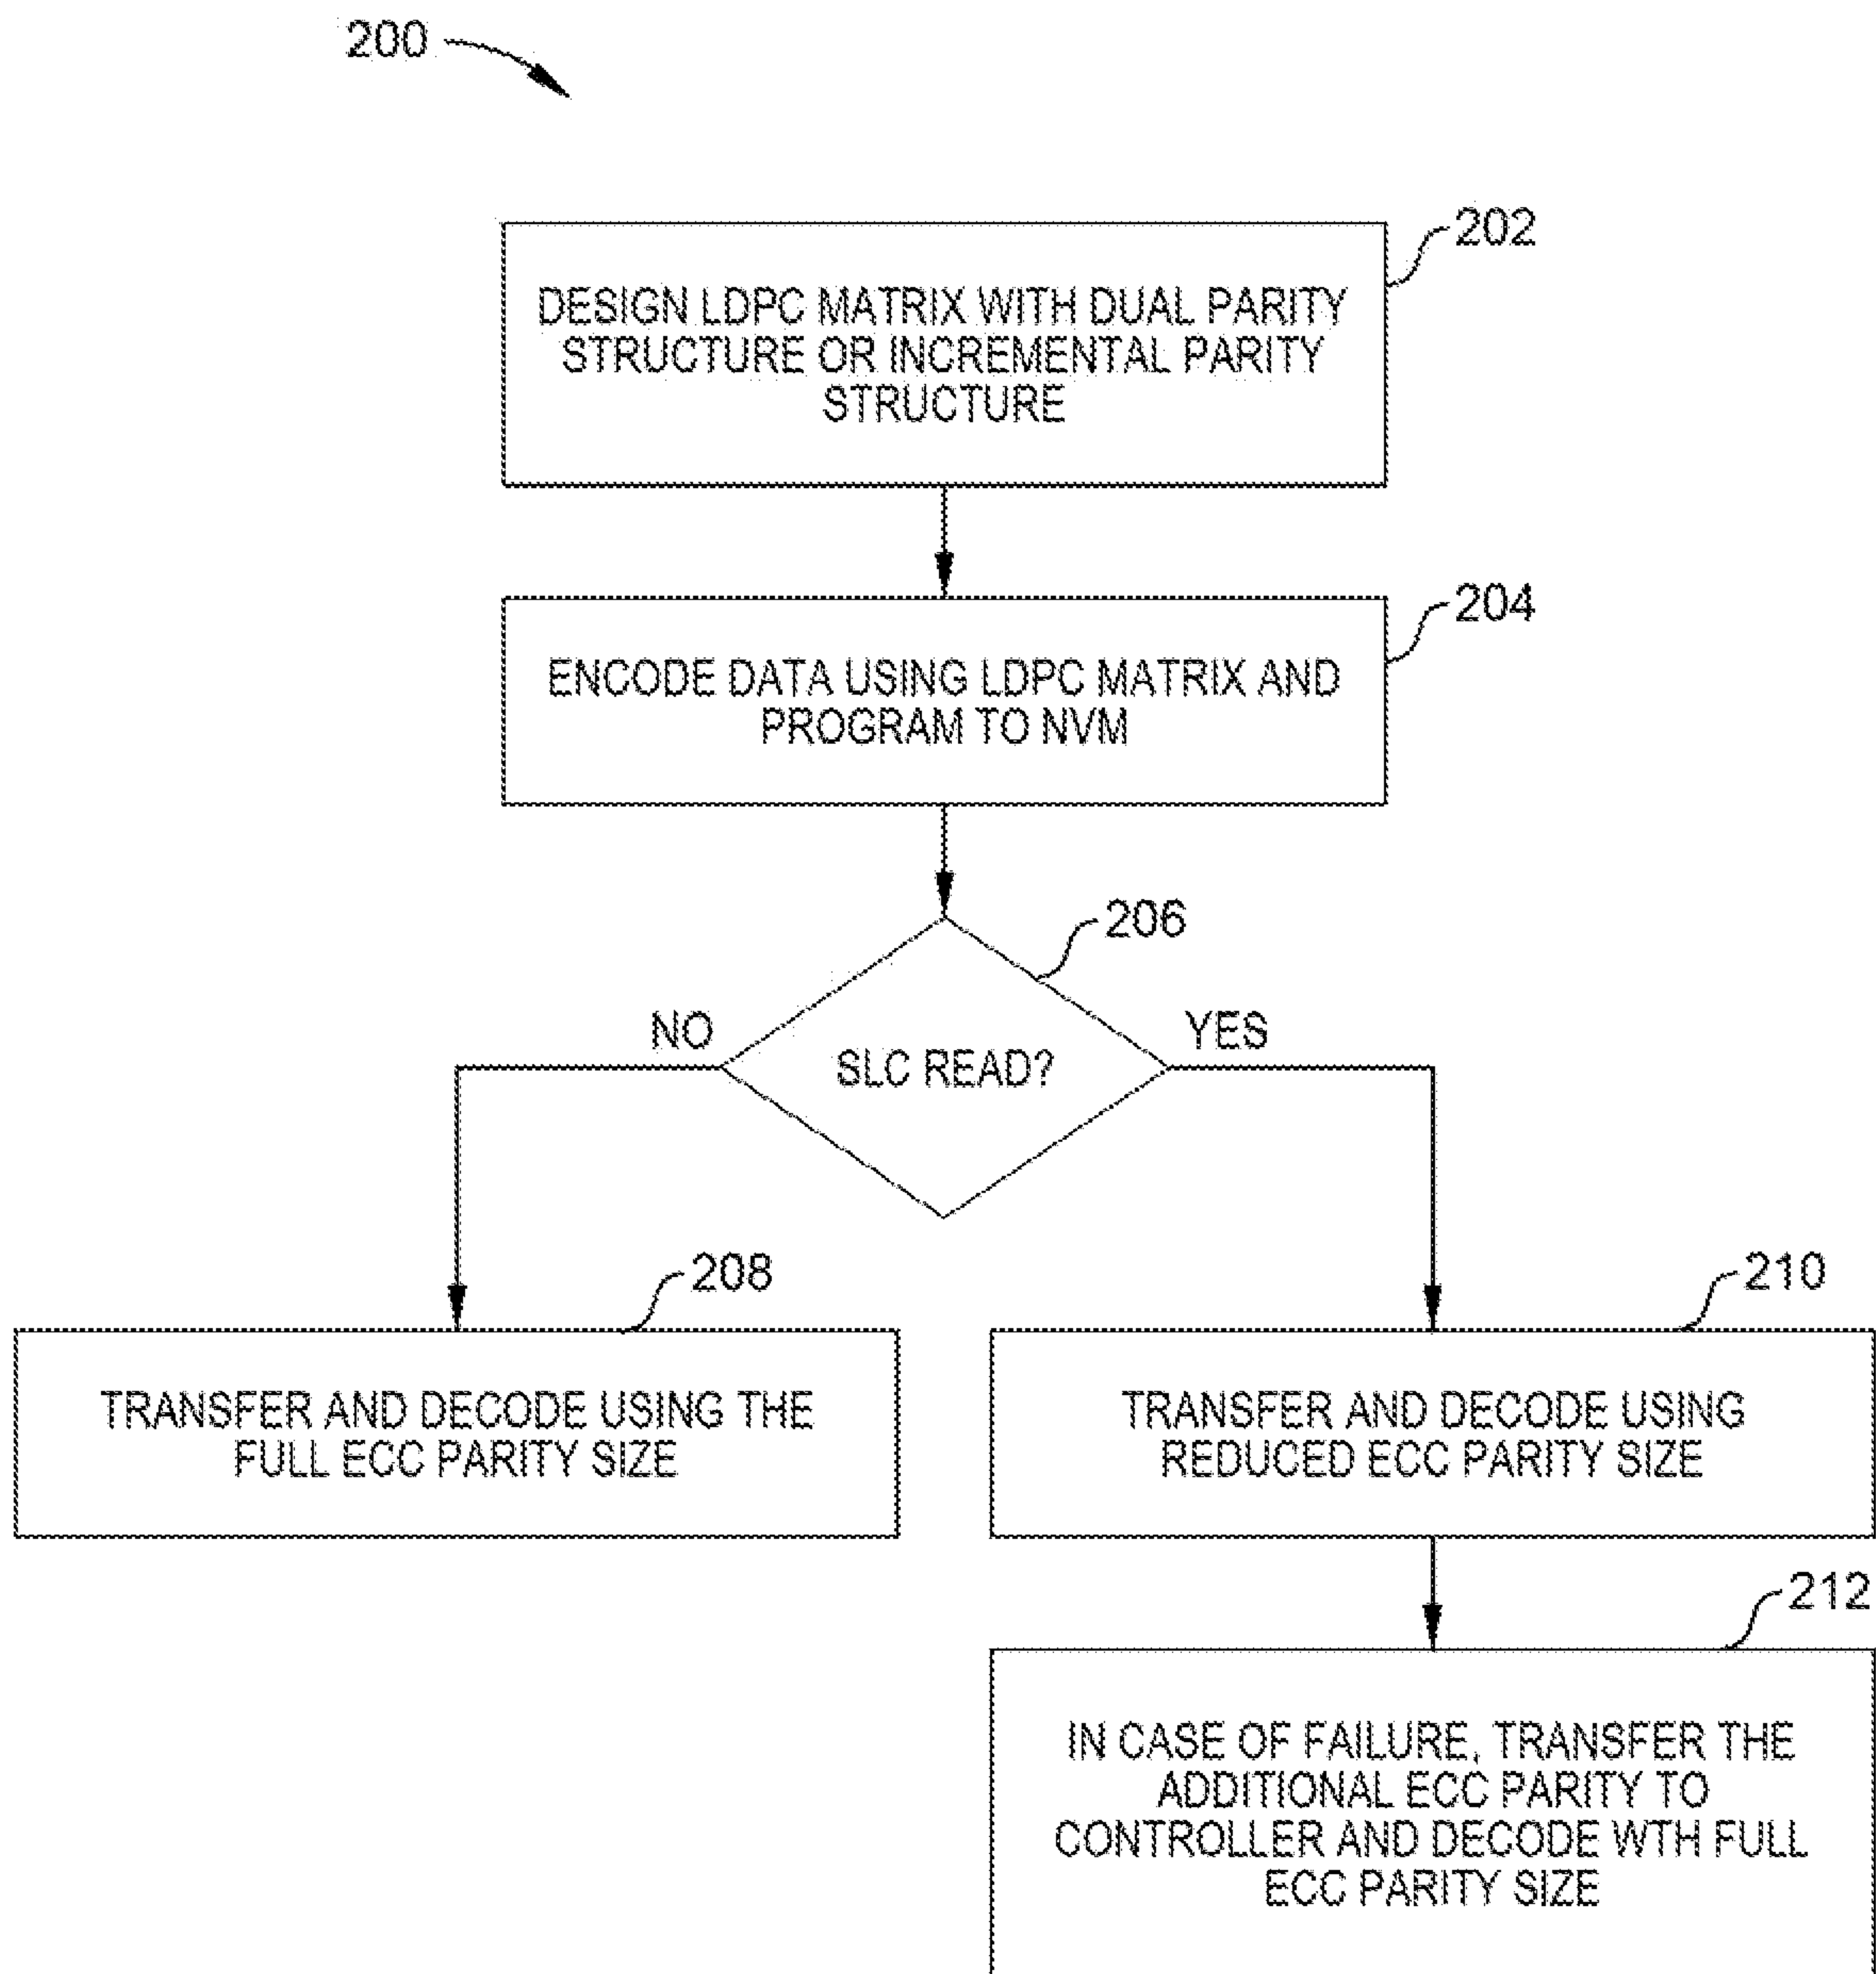 200
202
DESIGN LDPC MATRIX WITH DUAL PARITY
STRUCTURE OR INCREMENTAL PARITY
STRUCTURE
204
ENCODE DATA USING LDPC MATRIX AND
PROGRAM TO NVM
206
NO
SLC READ?
YES
208
TRANSFER AND DECODE USING THE
FULL ECC PARITY SIZE
210
TRANSFER AND DECODE USING
REDUCED ECC PARITY SIZE
212
IN CASE OF FAILURE, TRANSFER THE
ADDITIONAL ECC PARITY TO
CONTROLLER AND DECODE WTH FULL
ECC PARITY SIZE